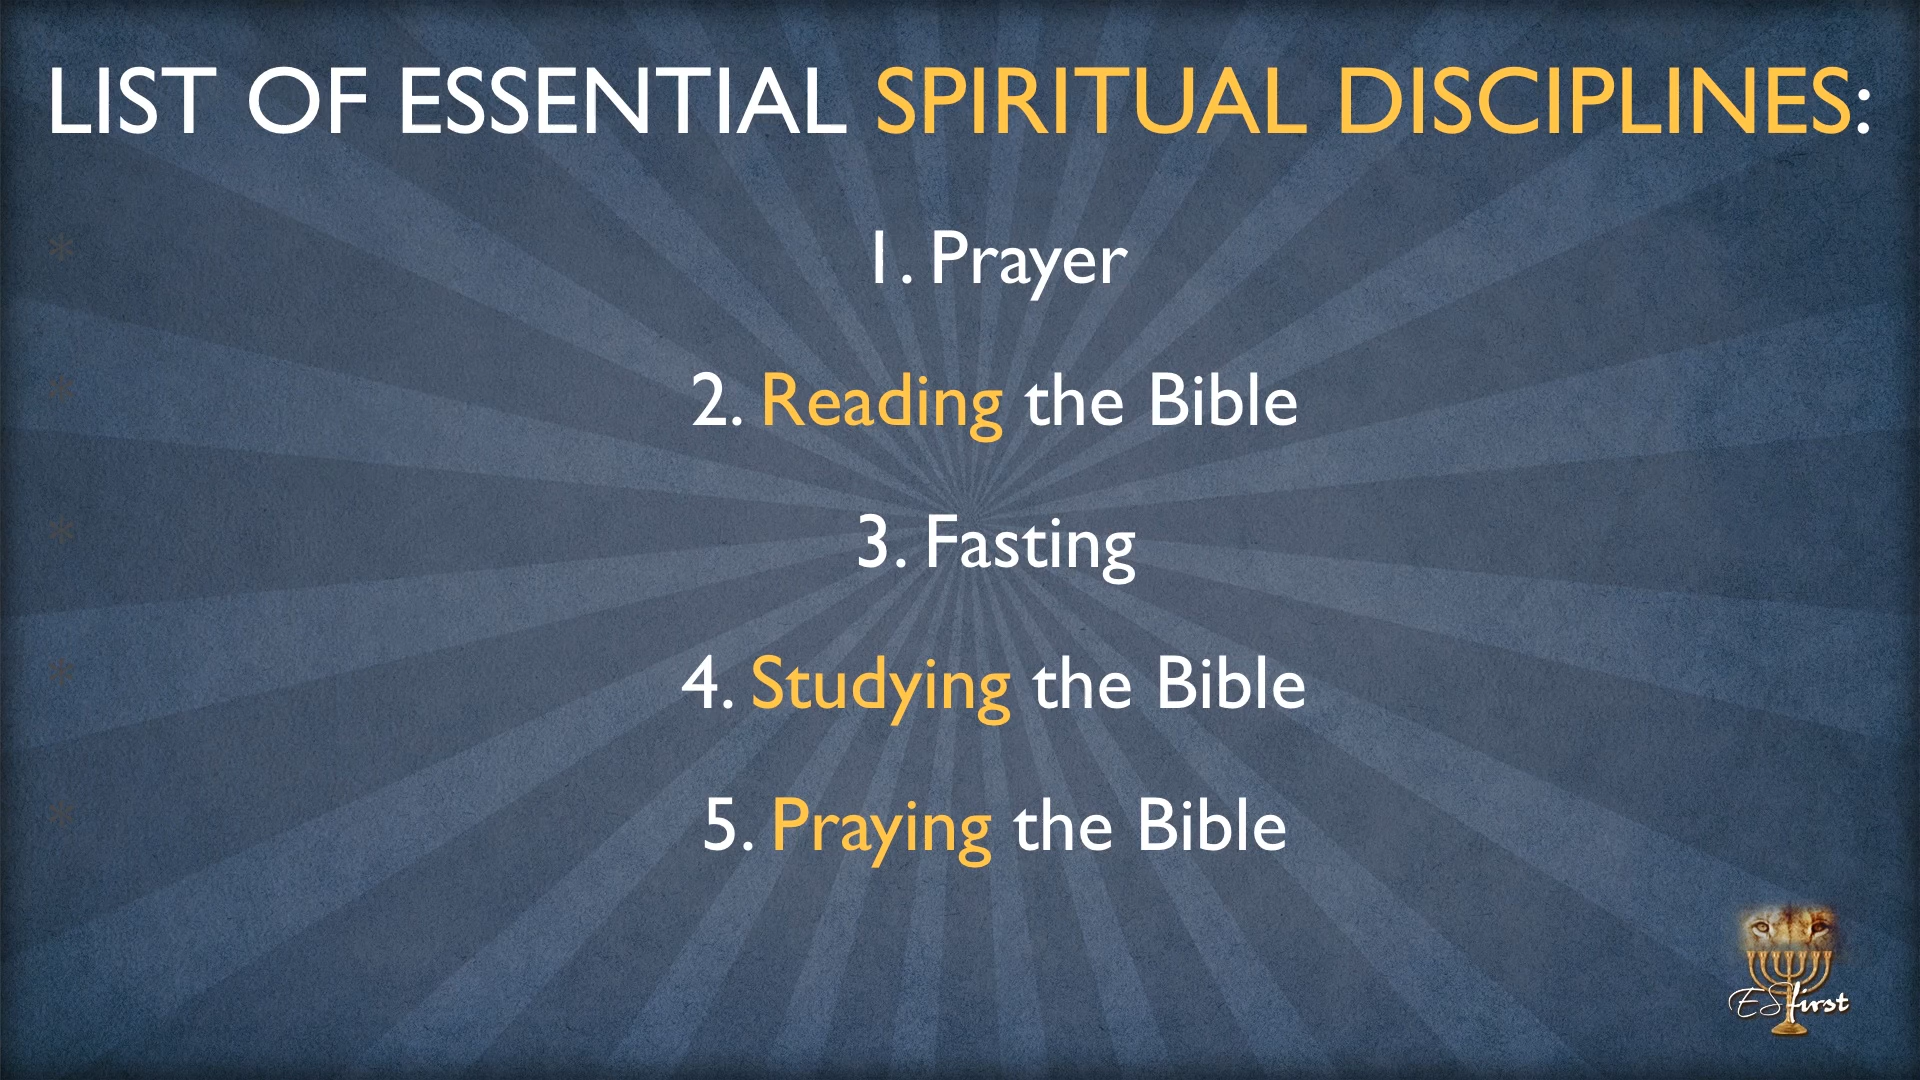 LIST OF ESSENTIAL SPIRITUAL DISCIPLINES:
* 1. Prayer
* 2. Reading the Bible
* 3. Fasting
* 4. Studying the Bible
* 5. Praying the Bible
ESfirst